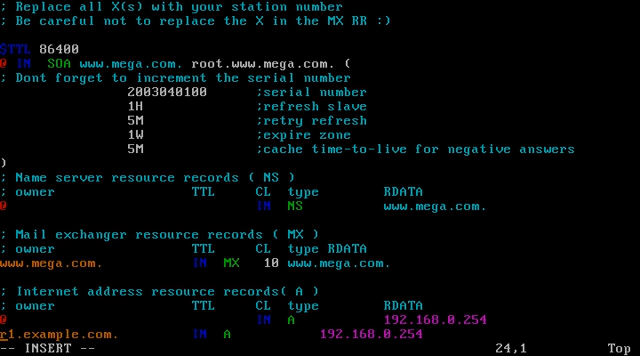 ; Replace all X(s) with your station number
; Be careful not to replace the X in the MX RR :)
$TTL 86400
@ IN SOA www.mega.com. root.www.mega.com. (
; Dont forget to increment the serial number
2003040100 ;serial number
1H ;refresh slave
5M ;retry refresh
1W ;expire zone
5M ;cache time-to-live for negative answers
)
; Name server resource records ( NS )
; owner TTL CL type RDATA
@ IN NS www.mega.com.
; Mail exchanger resource records ( MX )
; owner TTL CL type RDATA
www.mega.com. IN MX 10 www.mega.com.
; Internet address resource records( A )
; owner TTL CL type RDATA
@ IN A 192.168.0.254
r1.example.com. IN A 192.168.0.254
-- INSERT -- 24,1 Top